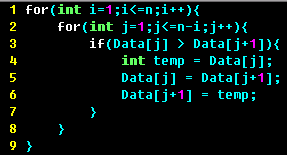 1 for(int i=1;i<=n;i++){
2     for(int j=1;j<=n-i;j++){
3         if(Data[j] > Data[j+1]){
4             int temp = Data[j];
5             Data[j] = Data[j+1];
6             Data[j+1] = temp;
7         }
8     }
9 }